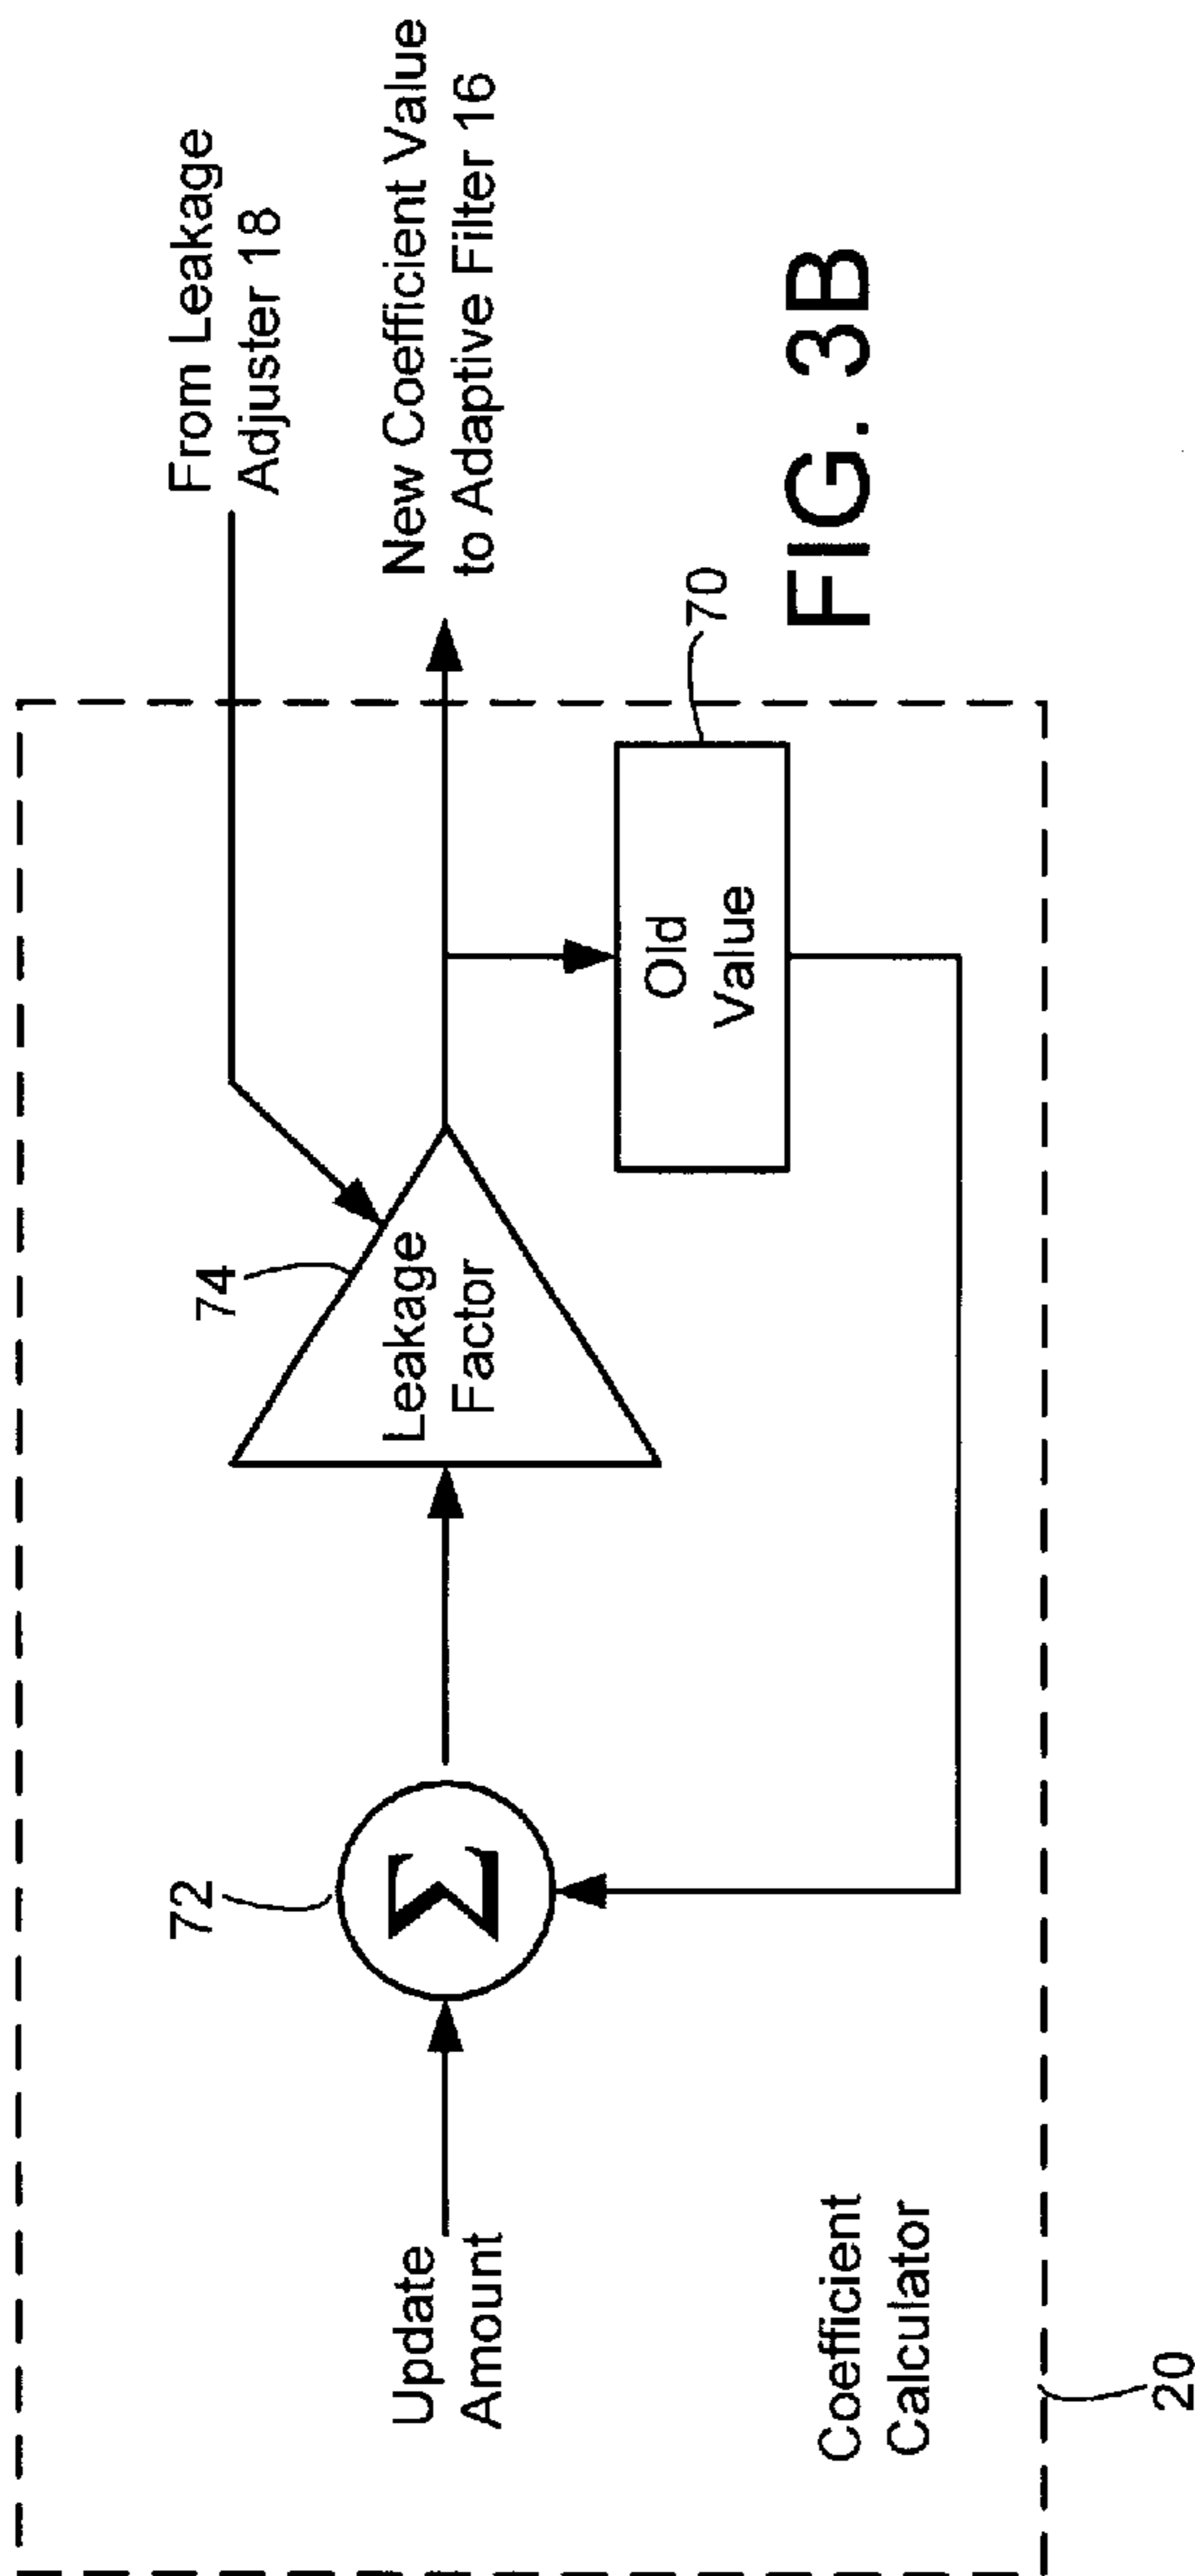 From Leakage
Adjuster 18
74
72
Leakage
Factor
New Coefficient Value
to Adaptive Filter 16
Update
Amount
Σ
Old
Value
70
Coefficient
Calculator
20
FIG. 3B